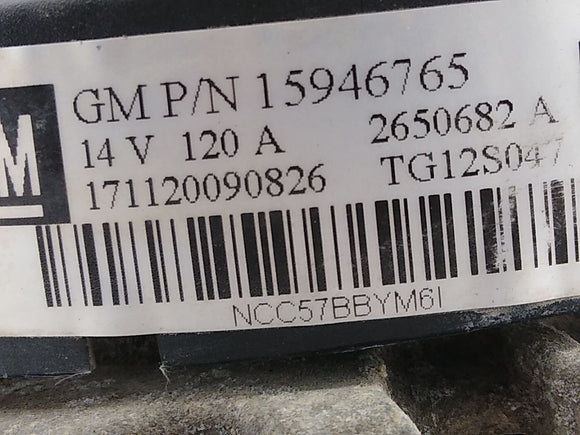 GM P/N 15946765
14 V 120 A 2650682 A
171120090826 TG12S047
NCC57BBYM6I